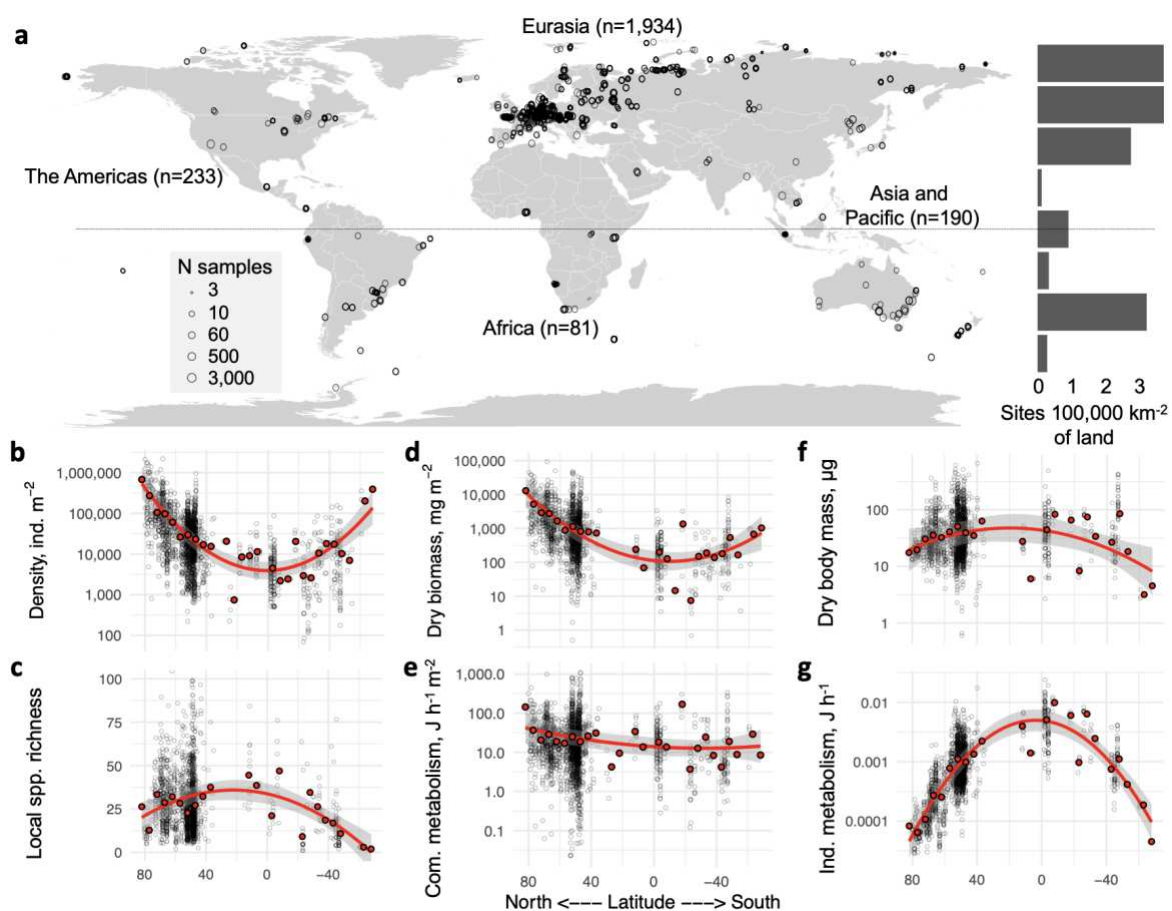 a
Eurasia (n=1,934)
The Americas (n=233)
Asia and
Pacific (n=190)
Africa (n=81)
N samples
3
10
60
500
3,000
0 1 2 3
Sites 100,000 km⁻²
of land
b
Density, ind. m⁻²
1,000,000
100,000
10,000
1,000
100
d
Dry biomass, mg m⁻²
100,000
10,000
1,000
100
10
1
f
Dry body mass, µg
100
10
1
c
Local spp. richness
100
75
50
25
0
80 40 0 −40
e
Com. metabolism, J h⁻¹ m⁻²
1,000.0
100.0
10.0
1.0
0.1
80 40 0 −40
g
Ind. metabolism, J h⁻¹
0.01
0.001
0.0001
80 40 0 −40
North <−−− Latitude −−−> South